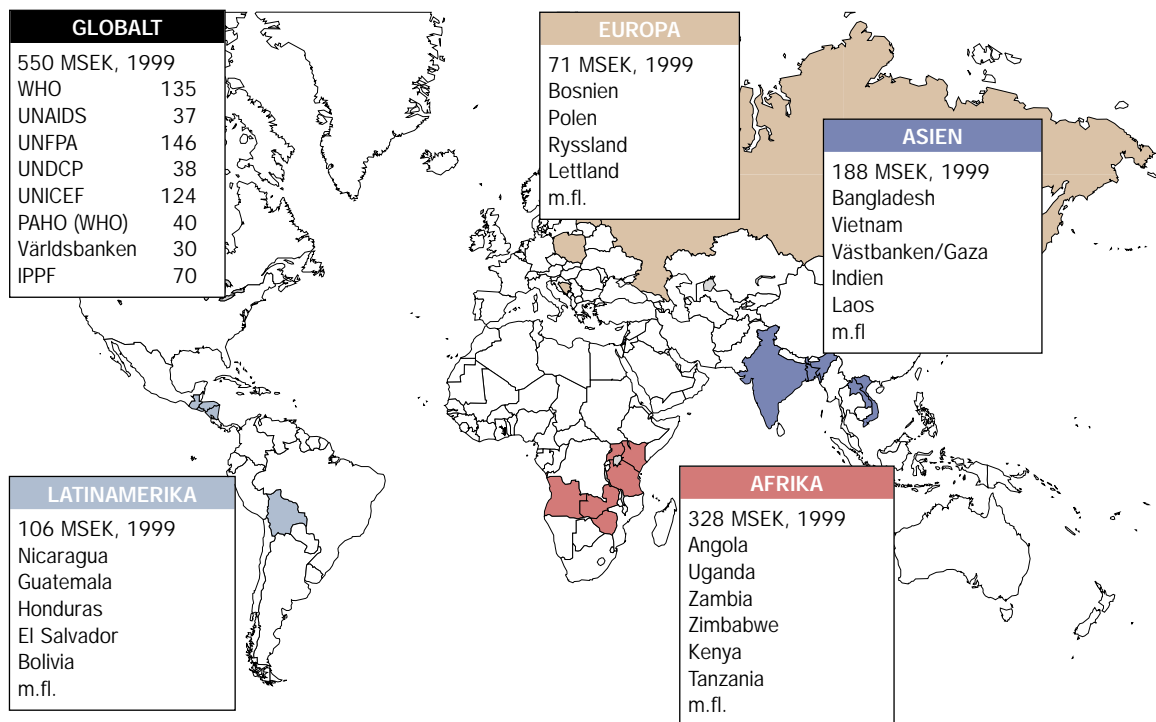 GLOBALT
550 MSEK, 1999
WHO 135
UNAIDS 37
UNFPA 146
UNDCP 38
UNICEF 124
PAHO (WHO) 40
Världsbanken 30
IPPF 70
EUROPA
71 MSEK, 1999
Bosnien
Polen
Ryssland
Lettland
m.fl.
ASIEN
188 MSEK, 1999
Bangladesh
Vietnam
Västbanken/Gaza
Indien
Laos
m.fl
LATINAMERIKA
106 MSEK, 1999
Nicaragua
Guatemala
Honduras
El Salvador
Bolivia
m.fl.
AFRIKA
328 MSEK, 1999
Angola
Uganda
Zambia
Zimbabwe
Kenya
Tanzania
m.fl.